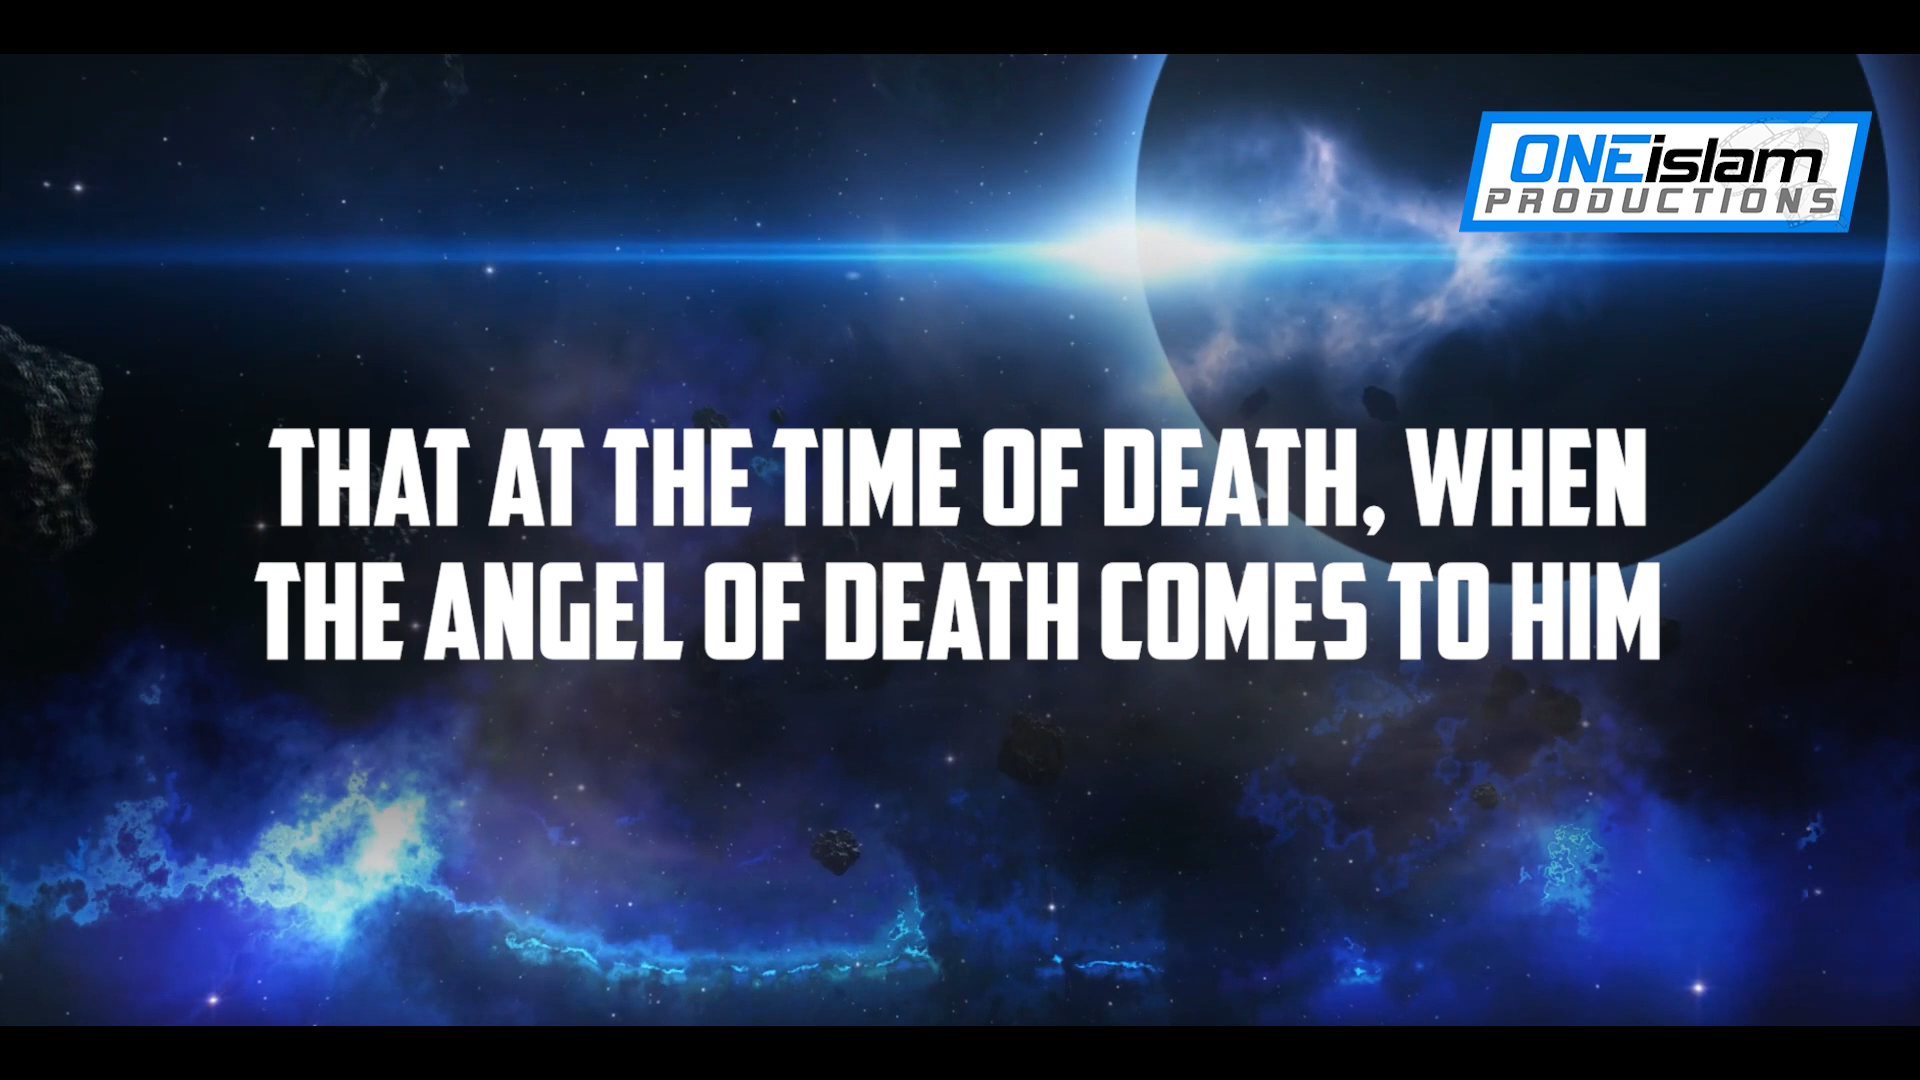 ONEislam
PRODUCTIONS
THAT AT THE TIME OF DEATH, WHEN
THE ANGEL OF DEATH COMES TO HIM